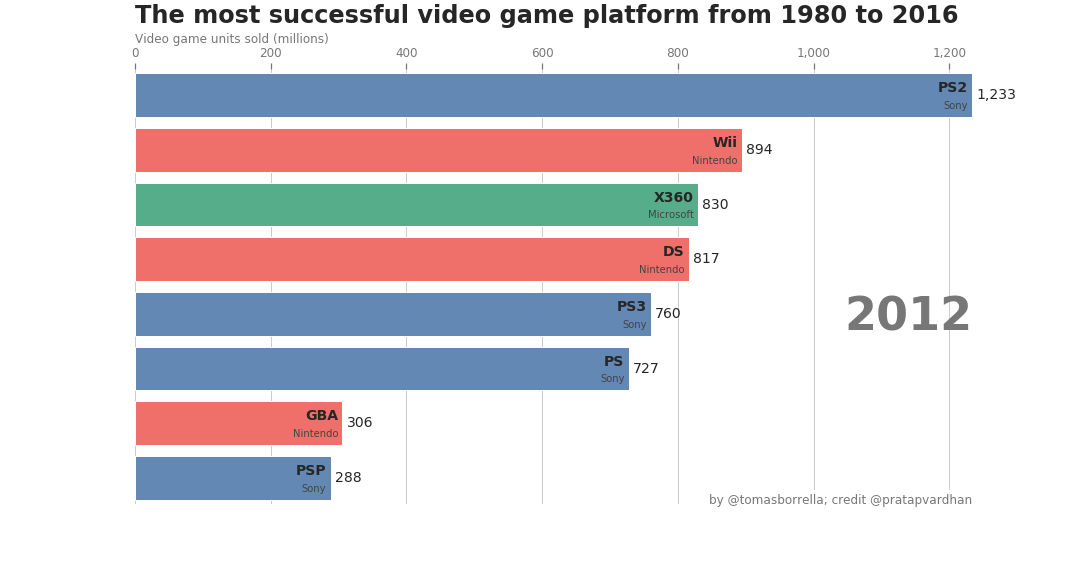 The most successful video game platform from 1980 to 2016
Video game units sold (millions)
0 200 400 600 800 1,000 1,200
PS2
Sony
1,233
Wii
Nintendo
894
X360
Microsoft
830
DS
Nintendo
817
PS3
Sony
760
2012
PS
Sony
727
GBA
Nintendo
306
PSP
Sony
288
by @tomasborrella; credit @pratapvardhan